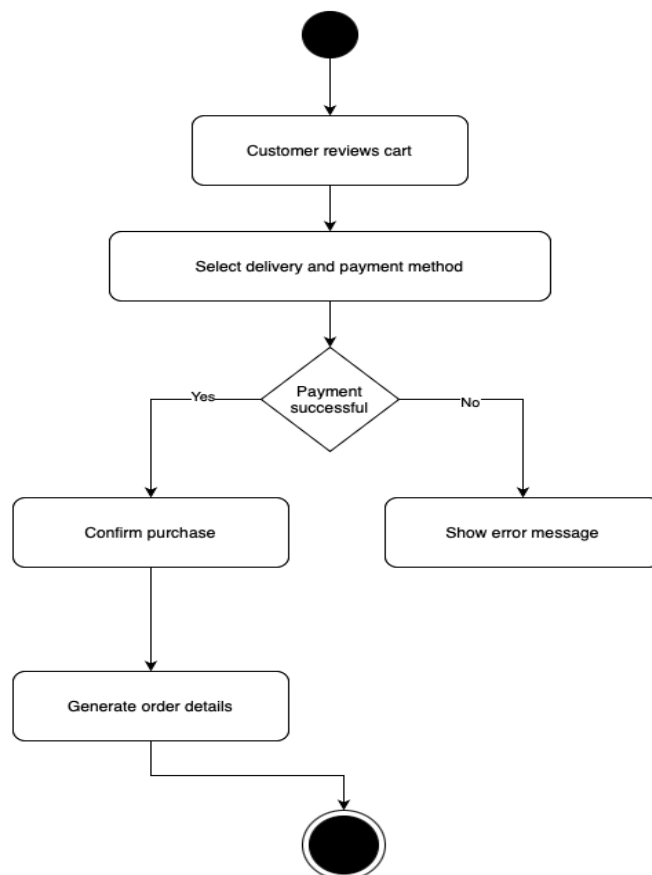 Customer reviews cart
Select delivery and payment method
Payment
successful
Yes
No
Confirm purchase
Show error message
Generate order details